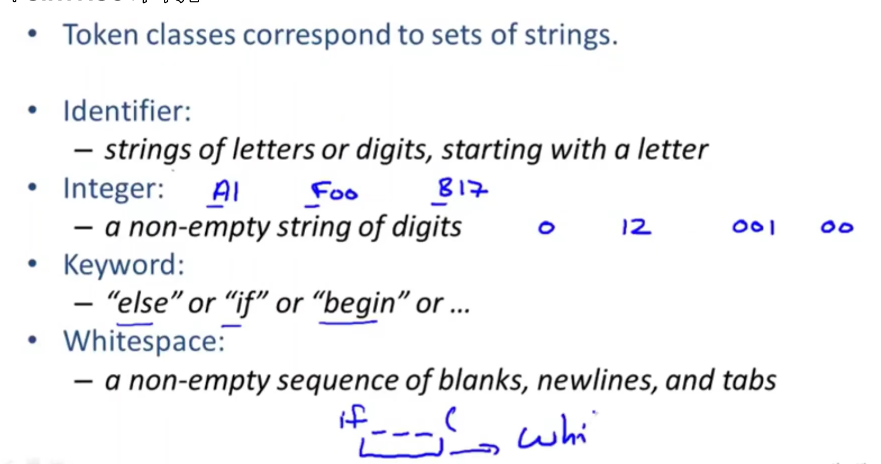 • Token classes correspond to sets of strings.
• Identifier:
– strings of letters or digits, starting with a letter
• Integer: A1 Foo B17
– a non-empty string of digits 0 12 001 00
• Keyword:
– “else” or “if” or “begin” or …
• Whitespace:
– a non-empty sequence of blanks, newlines, and tabs
if _ _ _ (
whi